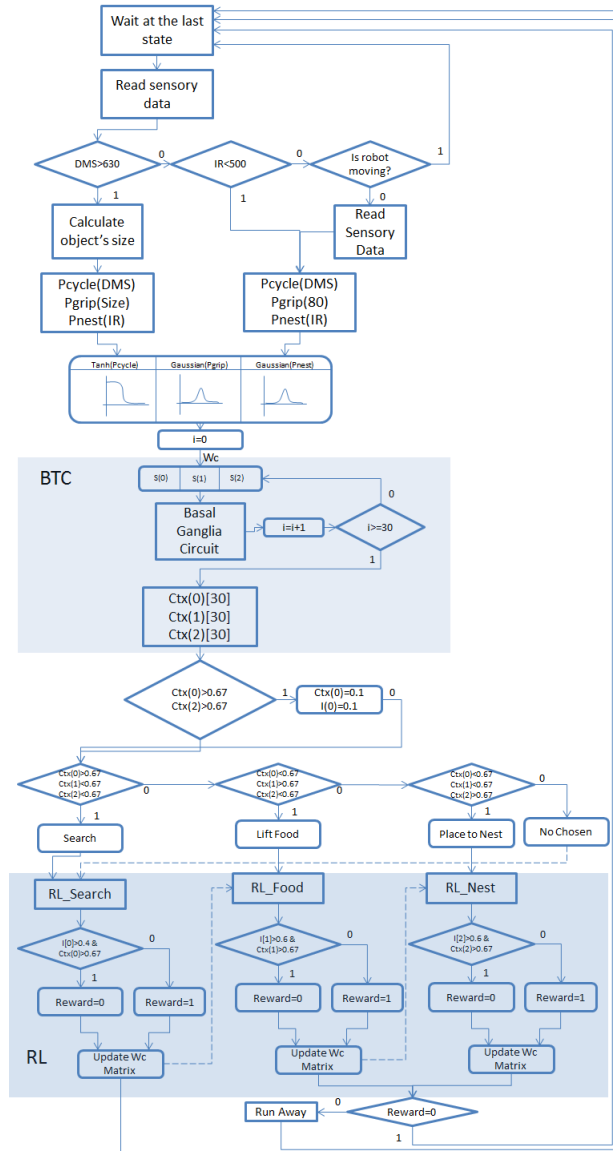 Wait at the last
state
Read sensory
data
DMS>630
0
IR<500
0
Is robot
moving?
1
1
1
0
Calculate
object's size
Read
Sensory
Data
Pcycle(DMS)
Pgrip(Size)
Pnest(IR)
Pcycle(DMS)
Pgrip(80)
Pnest(IR)
Tanh(Pcycle)
Gaussian(Pgrip)
Gaussian(Pnest)
i=0
Wc
BTC
S(0)
S(1)
S(2)
0
Basal
Ganglia
Circuit
i=i+1
i>=30
1
Ctx(0)[30]
Ctx(1)[30]
Ctx(2)[30]
Ctx(0)>0.67
Ctx(2)>0.67
1
Ctx(0)=0.1
I(0)=0.1
0
Ctx(0)>0.67
Ctx(1)<0.67
Ctx(2)<0.67
0
Ctx(0)<0.67
Ctx(1)>0.67
Ctx(2)<0.67
0
Ctx(0)<0.67
Ctx(1)<0.67
Ctx(2)>0.67
0
1
1
1
Search
Lift Food
Place to Nest
No Chosen
RL_Search
RL_Food
RL_Nest
I[0]>0.4 &
Ctx(0)>0.67
0
I[1]>0.6 &
Ctx(1)>0.67
0
I[2]>0.6 &
Ctx(2)>0.67
0
1
1
1
Reward=0
Reward=1
Reward=0
Reward=1
Reward=0
Reward=1
RL
Update Wc
Matrix
Update Wc
Matrix
Update Wc
Matrix
Run Away
0
Reward=0
1